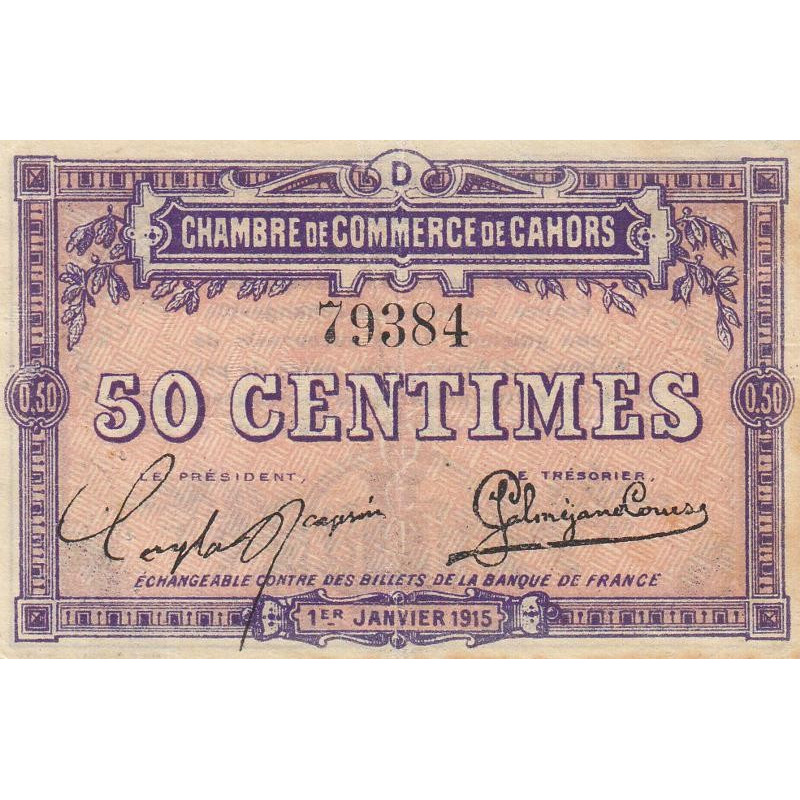 D
CHAMBRE DE COMMERCE DE CAHORS
79384
50 CENTIMES
0.50
0.50
LE PRÉSIDENT,
E TRÉSORIER,
ÉCHANGEABLE CONTRE DES BILLETS DE LA BANQUE DE FRANCE
1ER JANVIER 1915